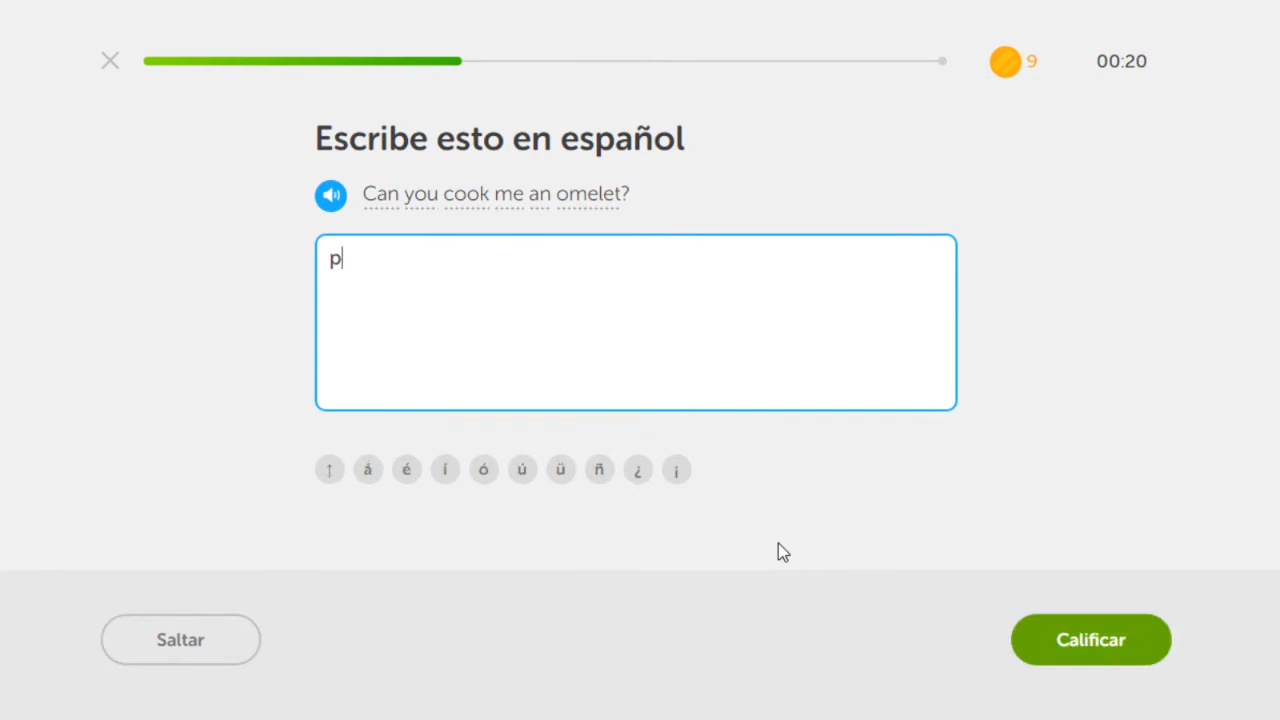 9 00:20
Escribe esto en español
Can you cook me an omelet?
p
↑ á é í ó ú ü ñ ¿ ¡
Saltar Calificar